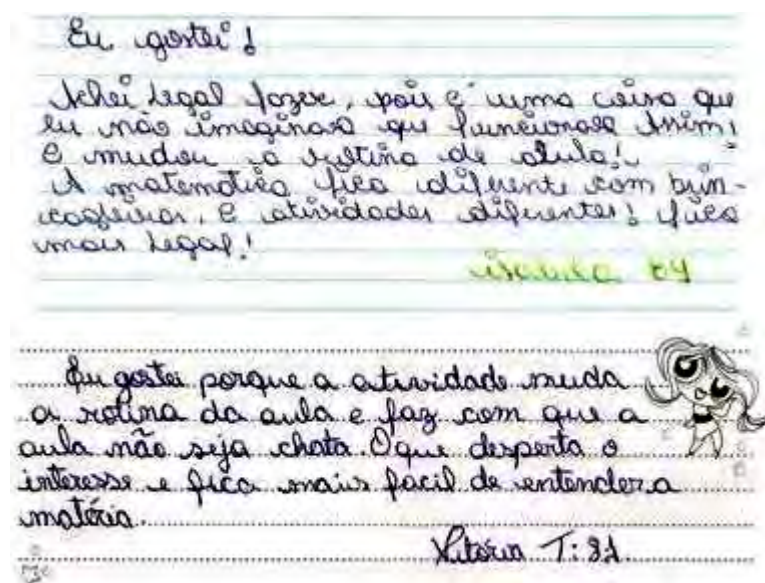 Eu gostei!
Achei legal fazer, pois é uma coisa que
eu não imaginava que funcionasse assim!
E mudou a rotina de aula!
A matemática fica diferente com brin-
cadeiras, e atividades diferentes! fica
mais legal!
Eu gostei porque a atividade muda
a rotina da aula e faz com que a
aula não seja chata. O que desperta o
interesse e fica mais fácil de entender a
matéria.
Vitória T: 81